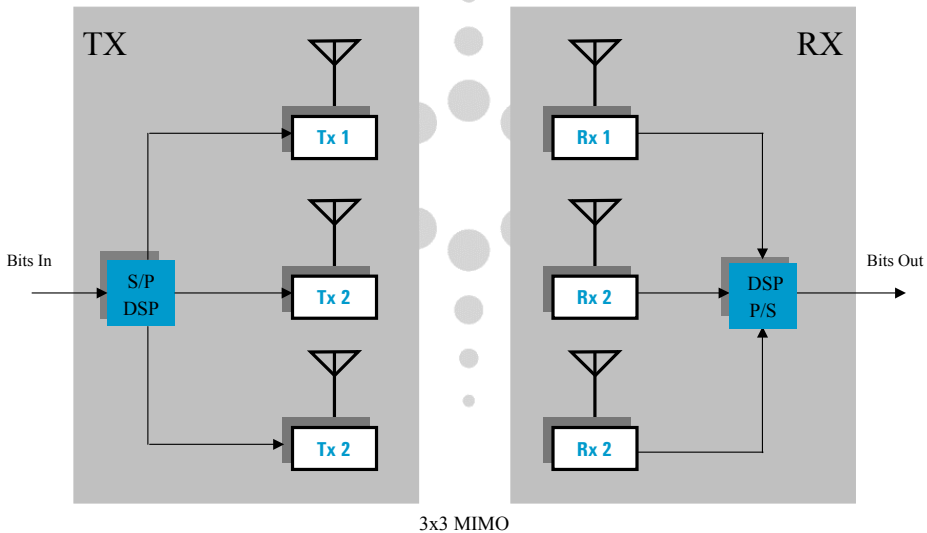 TX
RX
Tx 1
Rx 1
Bits In
S/P
DSP
Tx 2
Rx 2
DSP
P/S
Bits Out
Tx 2
Rx 2
3x3 MIMO